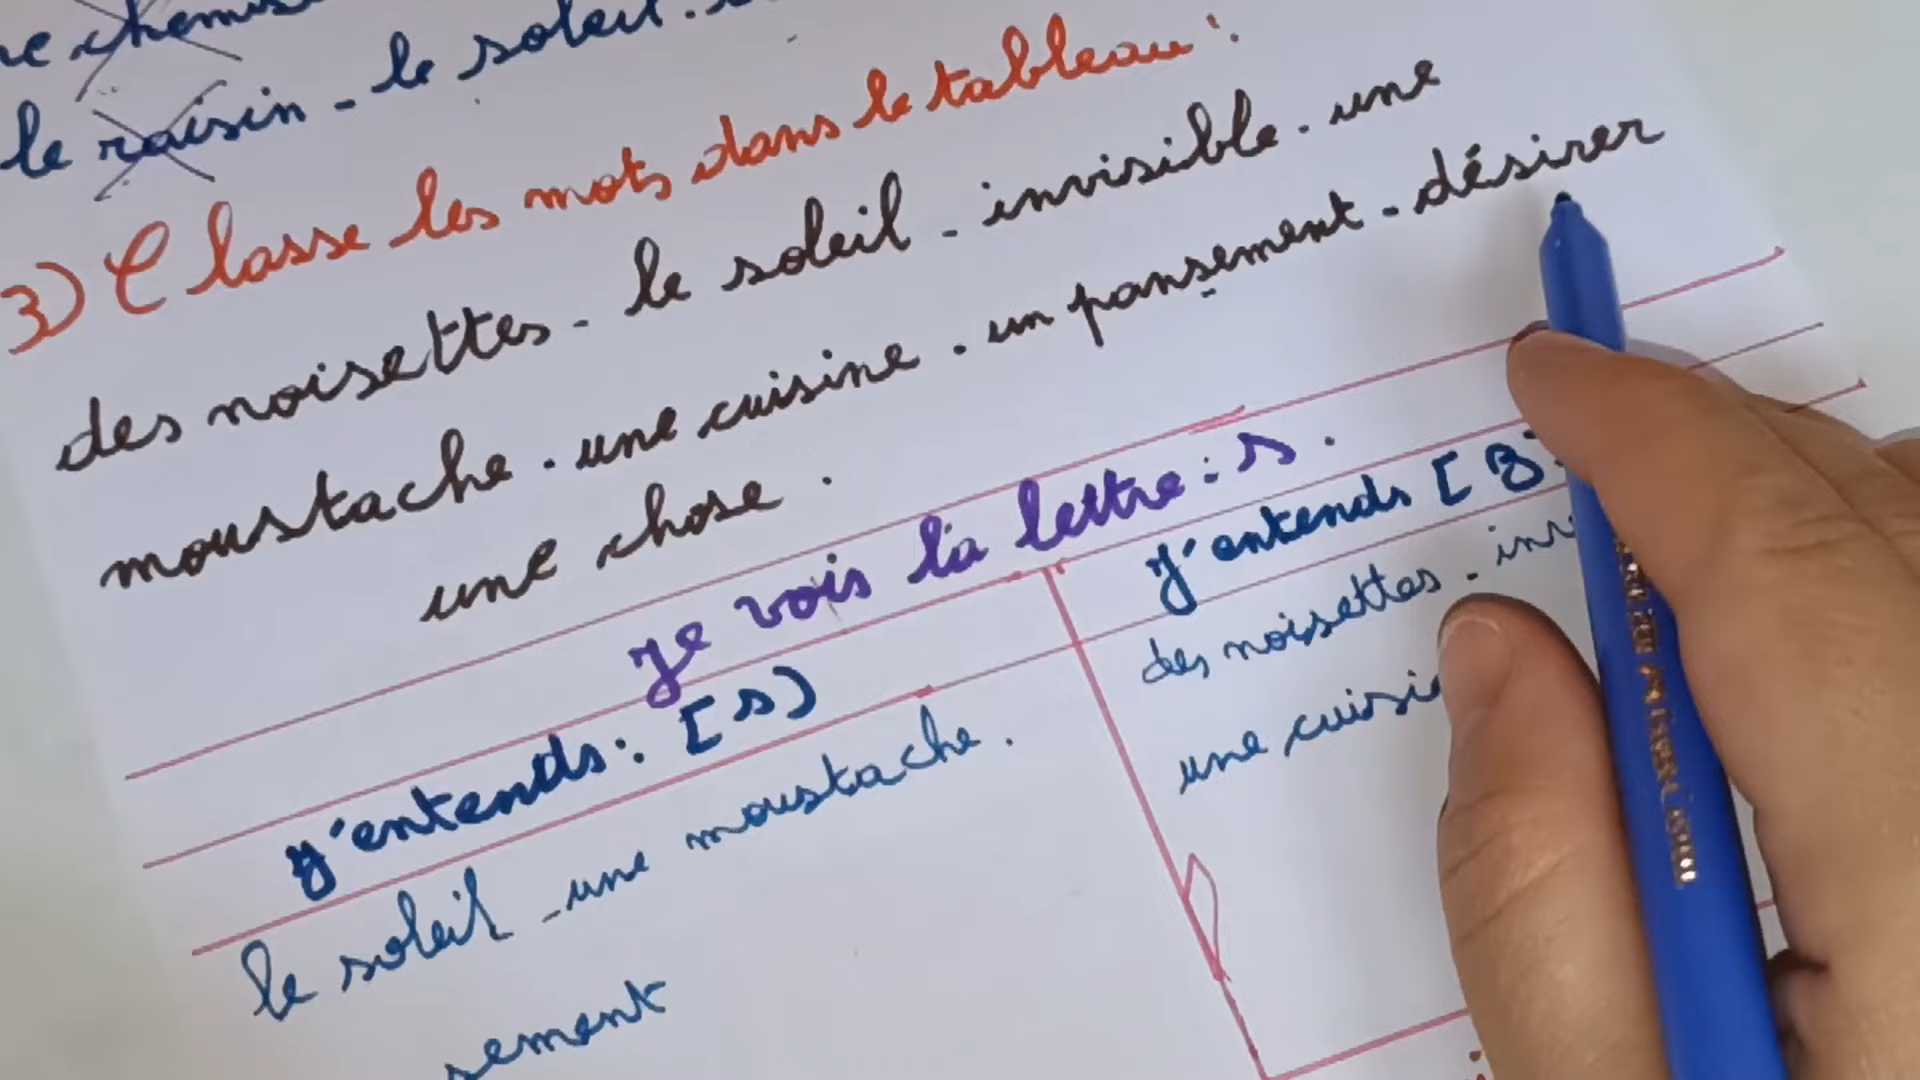 le raisin - le soleil.
3) Classe les mots dans le tableau :
des noisettes - le soleil - invisible - une
moustache - une cuisine - un pansement - désirer
une chose.
je vois la lettre : s.
j'entends : [s]
j'entends [z]
le soleil - une moustache.
sement
des noisettes - inv
une cuisi